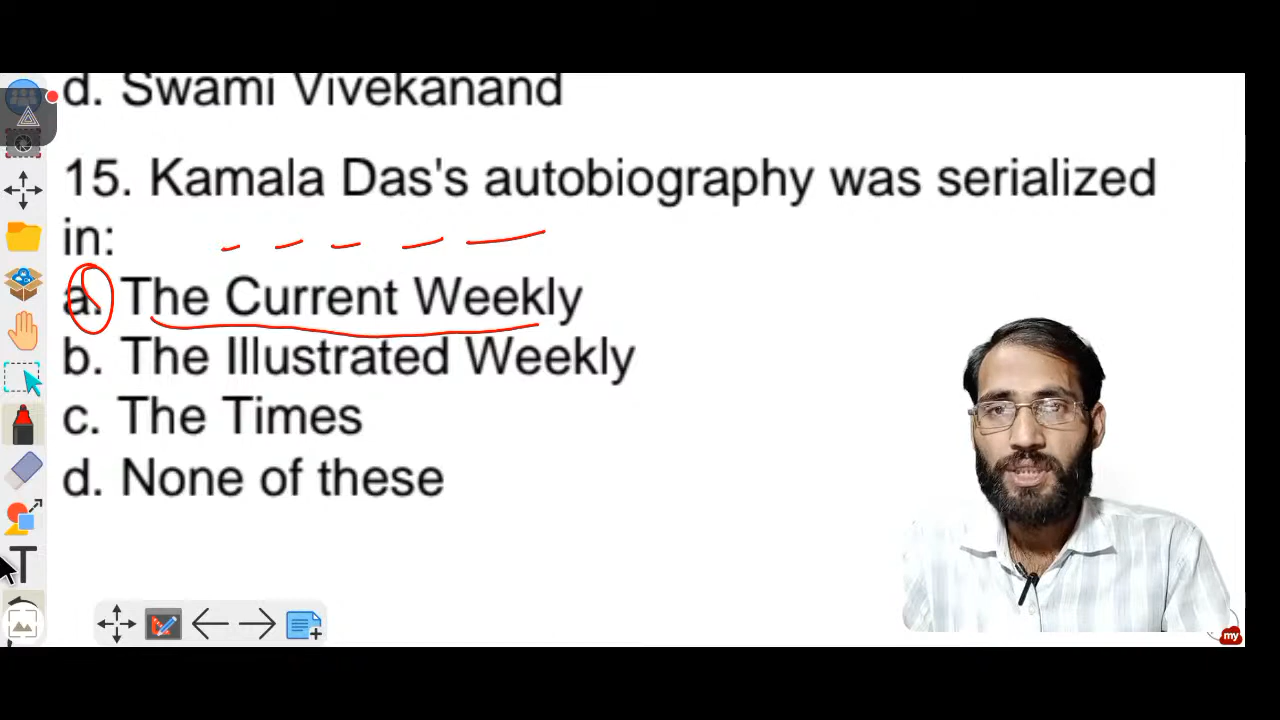 d. Swami Vivekanand
15. Kamala Das's autobiography was serialized
in:
a. The Current Weekly
b. The Illustrated Weekly
c. The Times
d. None of these
T
my